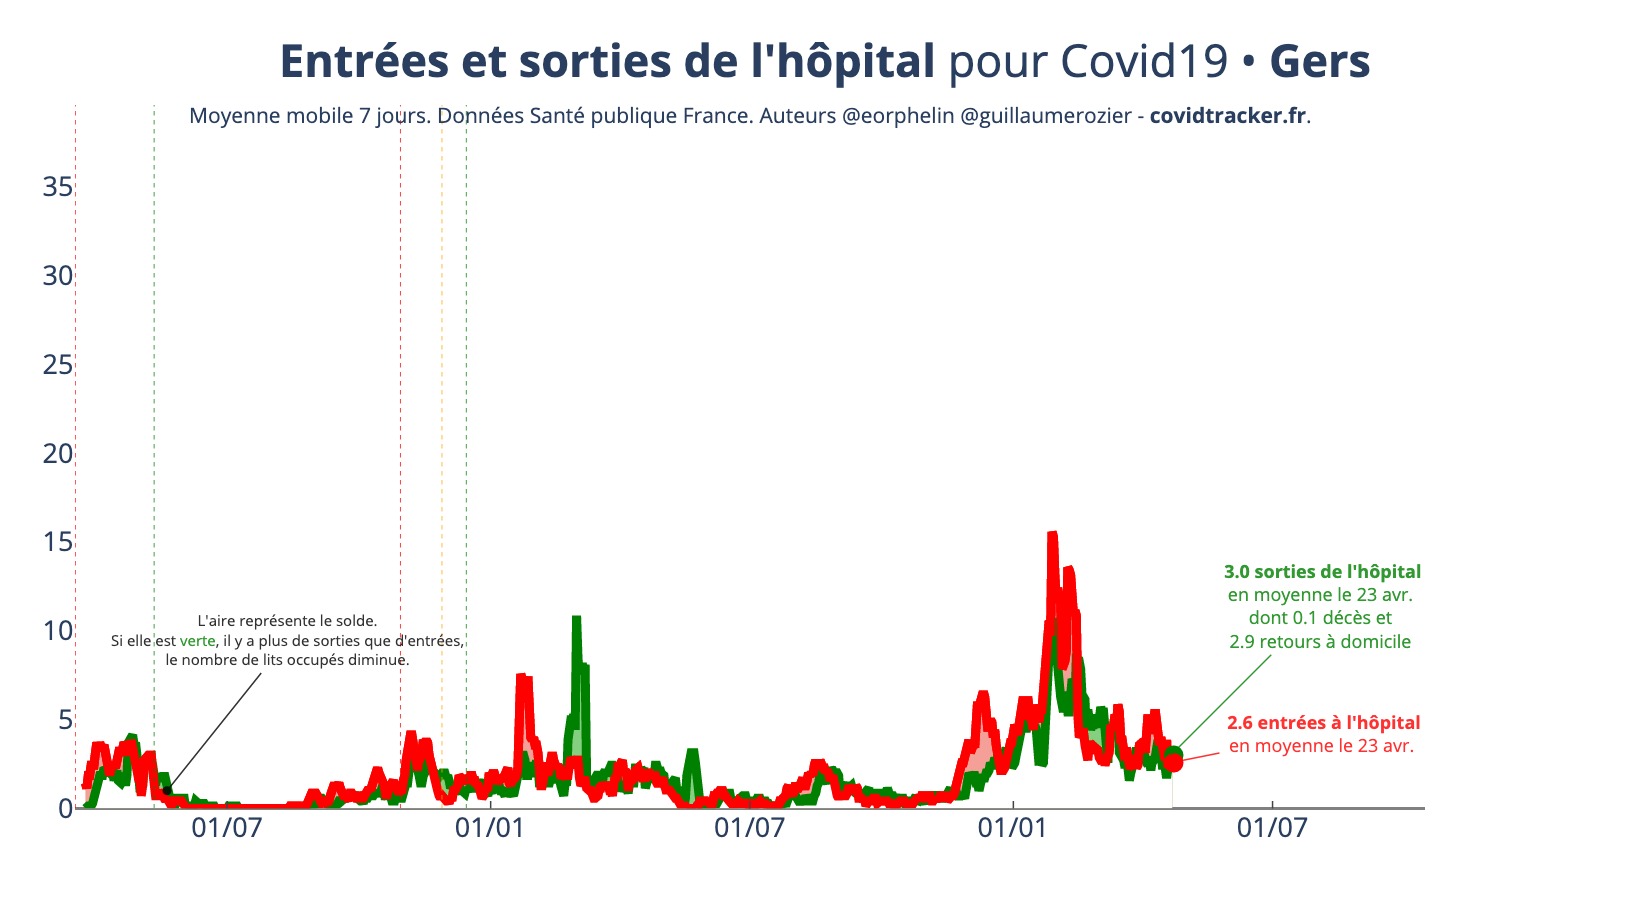 Entrées et sorties de l'hôpital pour Covid19 • Gers
Moyenne mobile 7 jours. Données Santé publique France. Auteurs @eorphelin @guillaumerozier - covidtracker.fr.
35
30
25
20
15
10
5
0
L'aire représente le solde.
Si elle est verte, il y a plus de sorties que d'entrées,
le nombre de lits occupés diminue.
3.0 sorties de l'hôpital
en moyenne le 23 avr.
dont 0.1 décès et
2.9 retours à domicile
2.6 entrées à l'hôpital
en moyenne le 23 avr.
01/07
01/01
01/07
01/01
01/07